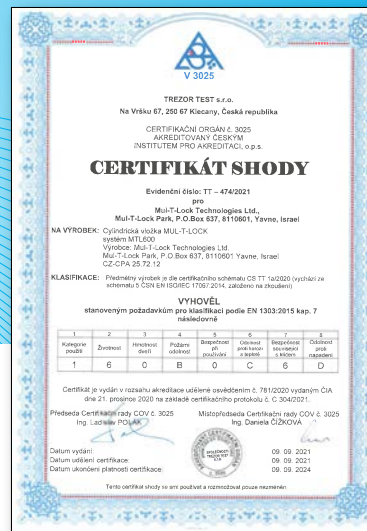 V 3025
TREZOR TEST s.r.o.
Na Vršku 67, 250 67 Klecany, Česká republika
CERTIFIKAČNÍ ORGÁN č. 3025
AKREDITOVANÝ ČESKÝM
INSTITUTEM PRO AKREDITACI, o.p.s.
CERTIFIKÁT SHODY
Evidenční číslo: TT – 474/2021
pro
Mul-T-Lock Technologies Ltd.,
Mul-T-Lock Park, P.O.Box 637, 8110601, Yavne, Israel
NA VÝROBEK: Cylindrická vložka MUL-T-LOCK
systém MTL600
Výrobce: Mul-T-Lock Technologies Ltd.
Mul-T-Lock Park, P.O.Box 637, 8110601 Yavne, Israel
CZ-CPA 25.72.12
KLASIFIKACE: Předmětný výrobek je dle certifikačního schématu CS TT 1a/2020 (vychází ze
schématu 5 ČSN EN ISO/IEC 17067:2014, založeno na zkoušení)
VYHOVĚL
stanoveným požadavkům pro klasifikaci podle EN 1303:2015 kap. 7
následovně
1 2 3 4 5 6 7 8
Kategorie použití Životnost Hmotnost dveří Požární odolnost Bezpečnost při používání Odolnost proti korozi a teplotě Bezpečnost související s klíčem Odolnost proti napadení
1 6 0 B 0 C 6 D
Certifikát je vydán v rozsahu akreditace udělené osvědčením č. 781/2020 vydaným ČIA
dne 21. prosince 2020 na základě certifikačního protokolu č. C 304/2021.
Předseda Certifikační rady COV č. 3025 Místopředseda Certifikační rady COV č. 3025
Ing. Ladislav POLÁK Ing. Daniela ČÍŽKOVÁ
Datum vydání: 09. 09. 2021
Datum udělení certifikace: 09. 09. 2021
Datum ukončení platnosti certifikace: 09. 09. 2024
Tento certifikát shody se smí používat a rozmnožovat pouze nezměněn